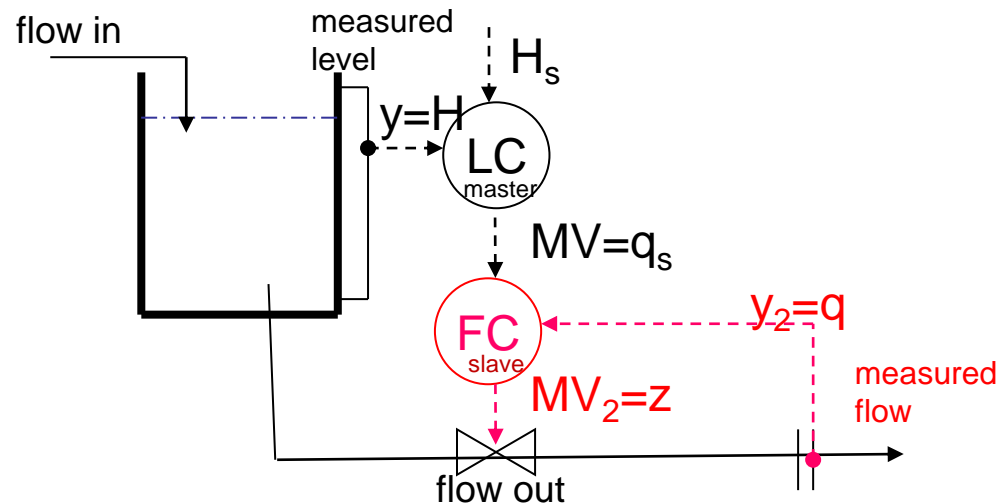 flow in
measured
level
Hₛ
y=H
LC
master
MV=qₛ
FC
slave
y₂=q
MV₂=z
measured
flow
flow out